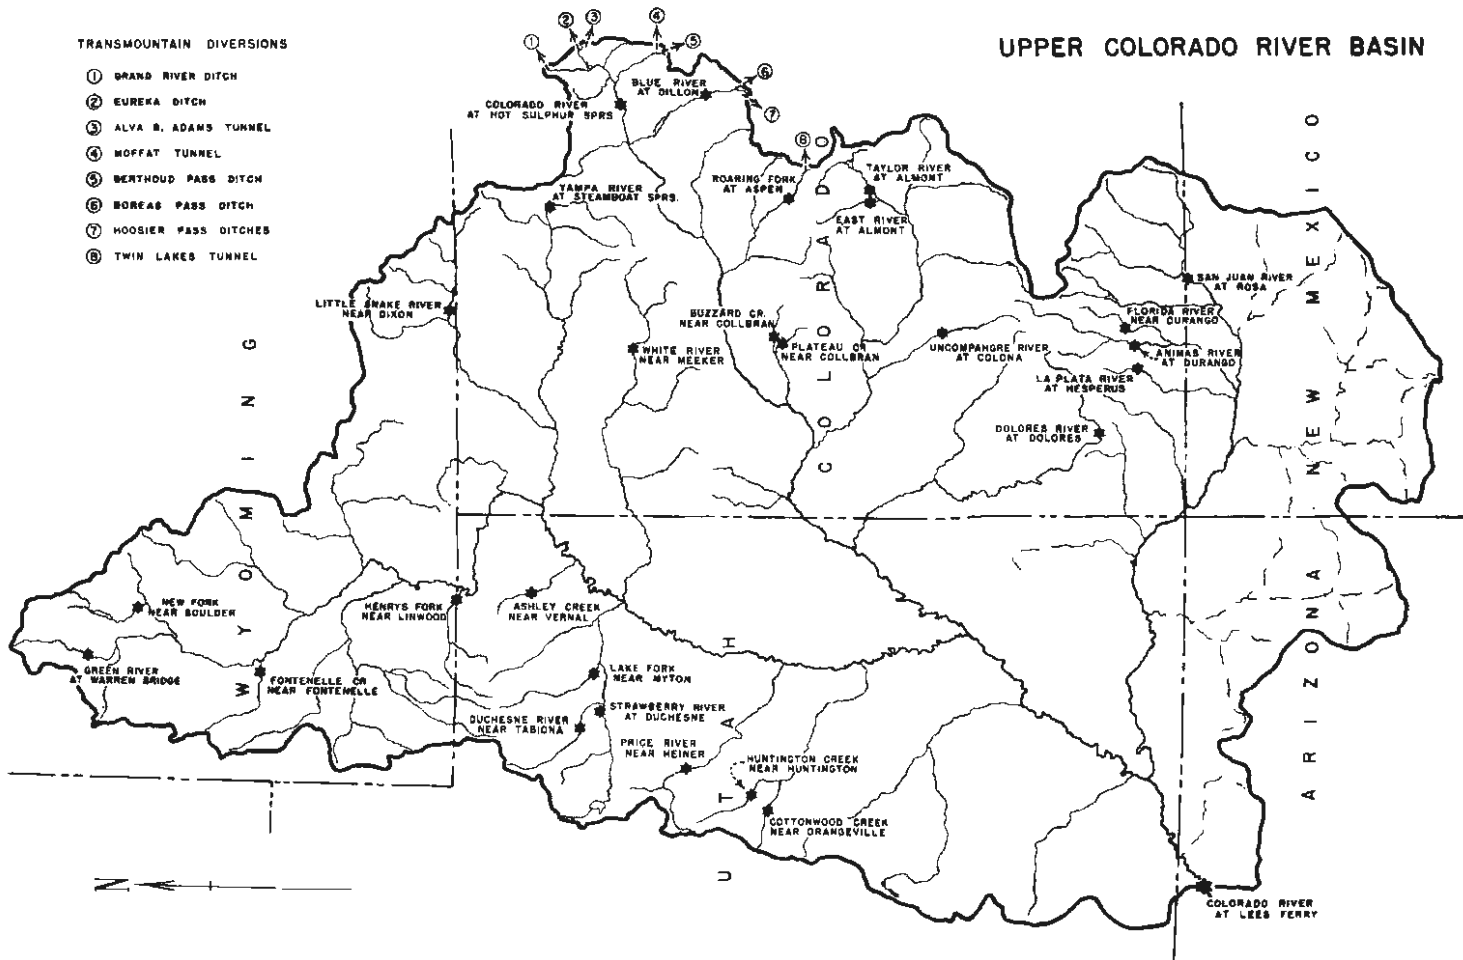 UPPER COLORADO RIVER BASIN
TRANSMOUNTAIN DIVERSIONS
① GRAND RIVER DITCH
② EUREKA DITCH
③ ALVA B. ADAMS TUNNEL
④ MOFFAT TUNNEL
⑤ BERTHOUD PASS DITCH
⑥ BOREAS PASS DITCH
⑦ HOOSIER PASS DITCHES
⑧ TWIN LAKES TUNNEL
①
②
③
④
⑤
⑥
⑦
⑧
BLUE RIVER
AT DILLON
COLORADO RIVER
AT HOT SULPHUR SPRS
YAMPA RIVER
AT STEAMBOAT SPRS.
ROARING FORK
AT ASPEN
TAYLOR RIVER
AT ALMONT
EAST RIVER
AT ALMONT
SAN JUAN RIVER
AT ROSA
LITTLE SNAKE RIVER
NEAR DIXON
BUZZARD CR.
NEAR COLLBRAN
PLATEAU CR
NEAR COLLBRAN
WHITE RIVER
NEAR MEEKER
UNCOMPAHGRE RIVER
AT COLONA
FLORIDA RIVER
NEAR DURANGO
ANIMAS RIVER
AT DURANGO
LA PLATA RIVER
AT HESPERUS
DOLORES RIVER
AT DOLORES
NEW FORK
NEAR BOULDER
GREEN RIVER
AT WARREN BRIDGE
FONTENELLE CR
NEAR FONTENELLE
HENRYS FORK
NEAR LINWOOD
ASHLEY CREEK
NEAR VERNAL
LAKE FORK
NEAR MYTON
STRAWBERRY RIVER
AT DUCHESNE
DUCHESNE RIVER
NEAR TABIONA
PRICE RIVER
NEAR HEINER
HUNTINGTON CREEK
NEAR HUNTINGTON
COTTONWOOD CREEK
NEAR ORANGEVILLE
COLORADO RIVER
AT LEES FERRY
WYOMING
COLORADO
UTAH
ARIZONA
NEW MEXICO
N